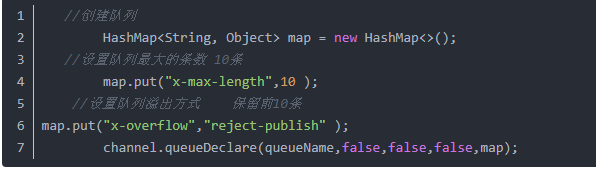 1 //创建队列
2 HashMap<String, Object> map = new HashMap<>();
3 //设置队列最大的条数 10条
4 map.put("x-max-length",10 );
5 //设置队列溢出方式 保留前10条
6 map.put("x-overflow","reject-publish" );
7 channel.queueDeclare(queueName,false,false,false,map);